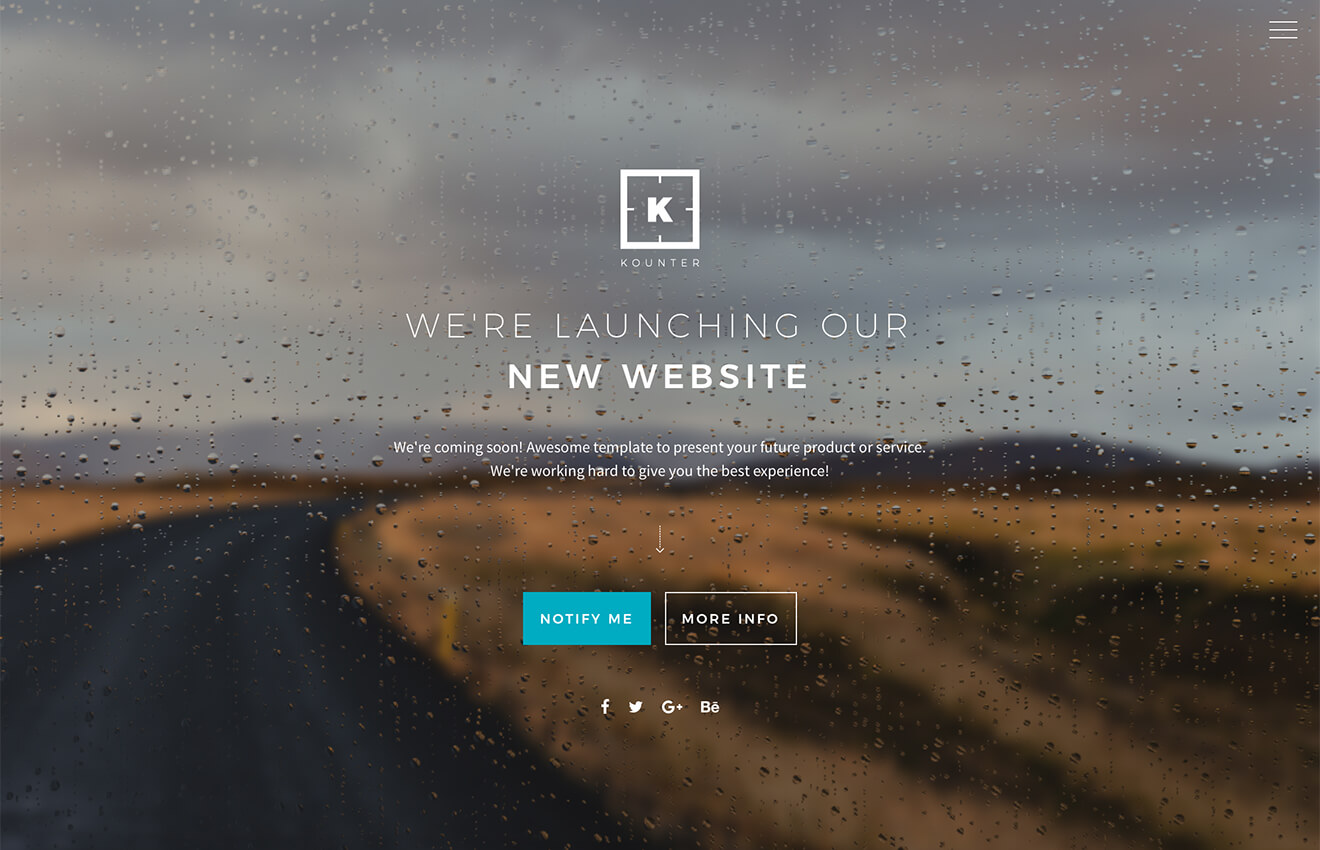 K
KOUNTER
WE'RE LAUNCHING OUR
NEW WEBSITE
We're coming soon! Awesome template to present your future product or service.
We're working hard to give you the best experience!
NOTIFY ME
MORE INFO
f G+ Bē